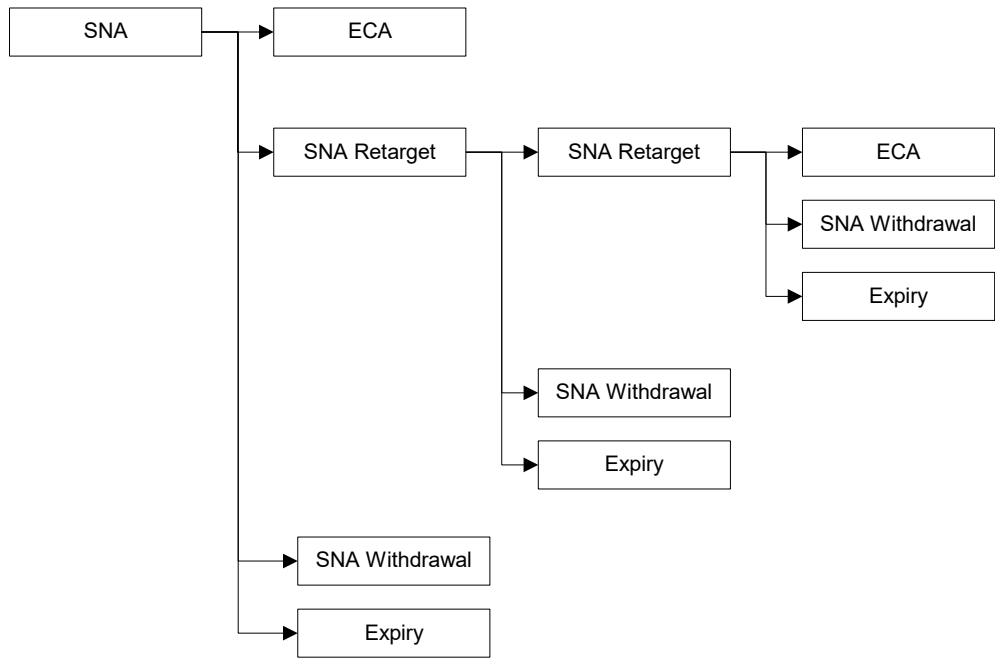 SNA
ECA
SNA Retarget
SNA Retarget
ECA
SNA Withdrawal
Expiry
SNA Withdrawal
Expiry
SNA Withdrawal
Expiry